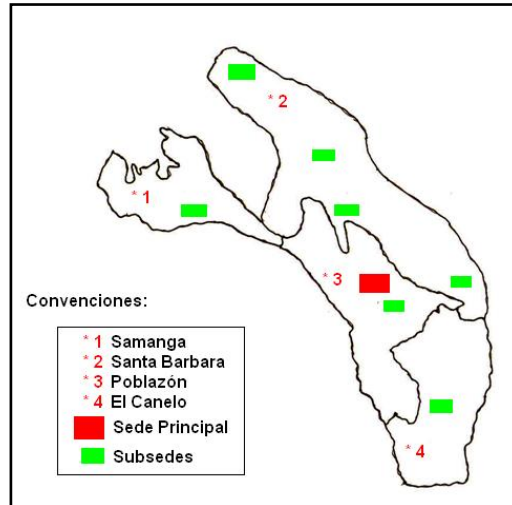 * 2
* 1
* 3
Convenciones:
* 1 Samanga
* 2 Santa Barbara
* 3 Poblazón
* 4 El Canelo
Sede Principal
Subsedes
* 4